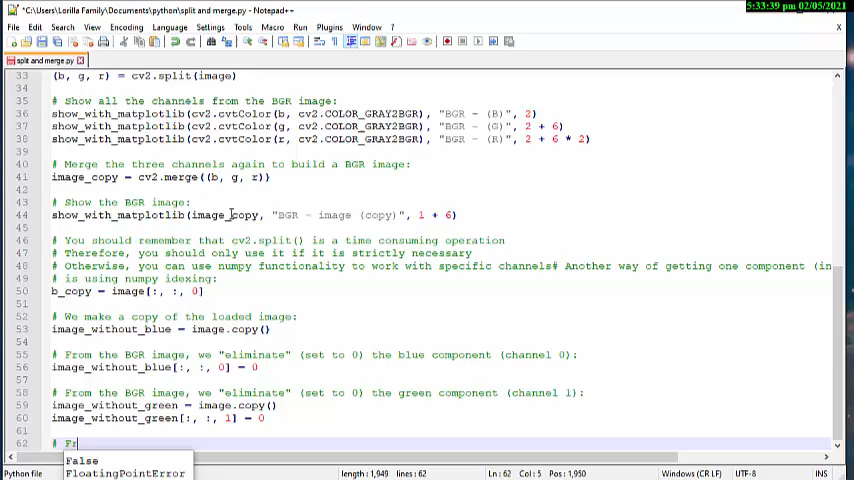 5:33:39 PM 02/05/2021
*C:\Users\Lorilla Family\Documents\python\split and merge.py - Notepad++
File Edit Search View Encoding Language Settings Tools Macro Run Plugins Window ? X
split and merge.py
33 (b, g, r) = cv2.split(image)
34
35 # Show all the channels from the BGR image:
36 show_with_matplotlib(cv2.cvtColor(b, cv2.COLOR_GRAY2BGR), "BGR - (B)", 2)
37 show_with_matplotlib(cv2.cvtColor(g, cv2.COLOR_GRAY2BGR), "BGR - (G)", 2 + 6)
38 show_with_matplotlib(cv2.cvtColor(r, cv2.COLOR_GRAY2BGR), "BGR - (R)", 2 + 6 * 2)
39
40 # Merge the three channels again to build a BGR image:
41 image_copy = cv2.merge((b, g, r))
42
43 # Show the BGR image:
44 show_with_matplotlib(image_copy, "BGR - image (copy)", 1 + 6)
45
46 # You should remember that cv2.split() is a time consuming operation
47 # Therefore, you should only use it if it is strictly necessary
48 # Otherwise, you can use numpy functionality to work with specific channels# Another way of getting one component (in
49 # is using numpy idexing:
50 b_copy = image[:, :, 0]
51
52 # We make a copy of the loaded image:
53 image_without_blue = image.copy()
54
55 # From the BGR image, we "eliminate" (set to 0) the blue component (channel 0):
56 image_without_blue[:, :, 0] = 0
57
58 # From the BGR image, we "eliminate" (set to 0) the green component (channel 1):
59 image_without_green = image.copy()
60 image_without_green[:, :, 1] = 0
61
62 # Fr
False
FloatingPointError
Python file length : 1,949 lines : 62 Ln : 62 Col : 5 Pos : 1,950 Windows (CR LF) UTF-8 INS